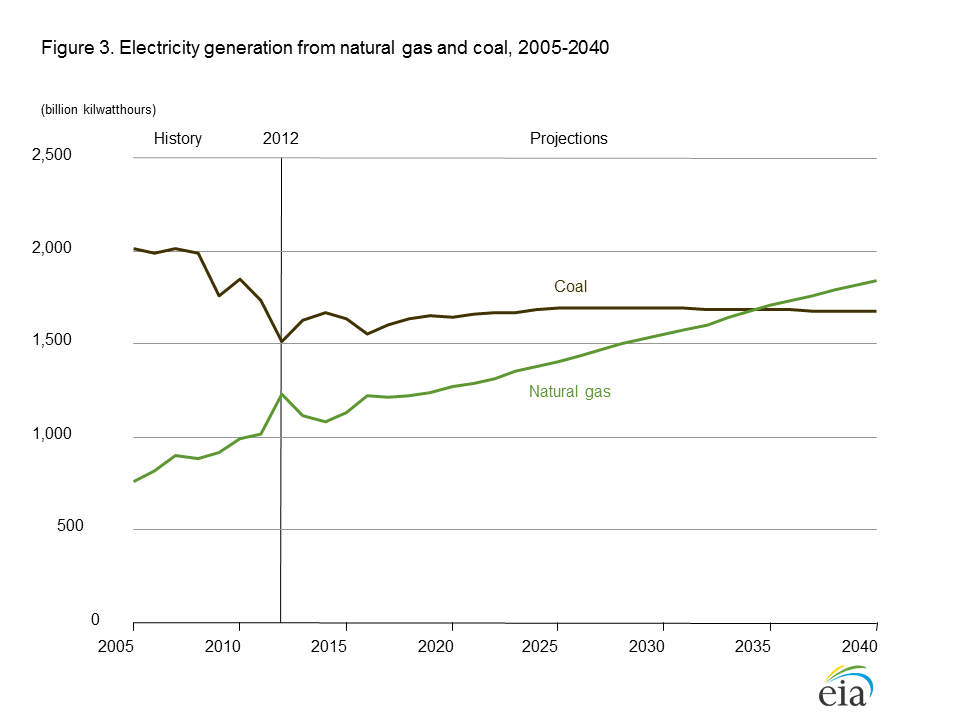 Figure 3. Electricity generation from natural gas and coal, 2005-2040
(billion kilwatthours)
History 2012 Projections
2,500
2,000
Coal
1,500
Natural gas
1,000
500
0
2005 2010 2015 2020 2025 2030 2035 2040
eia